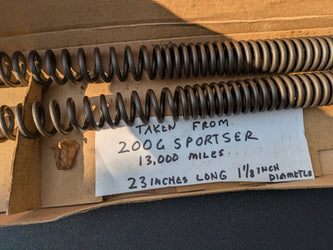 TAKEN FROM
2006 SPORTSER
13,000 MILES..
23 INCHES LONG 1 1/8 INCH
DIAMETER